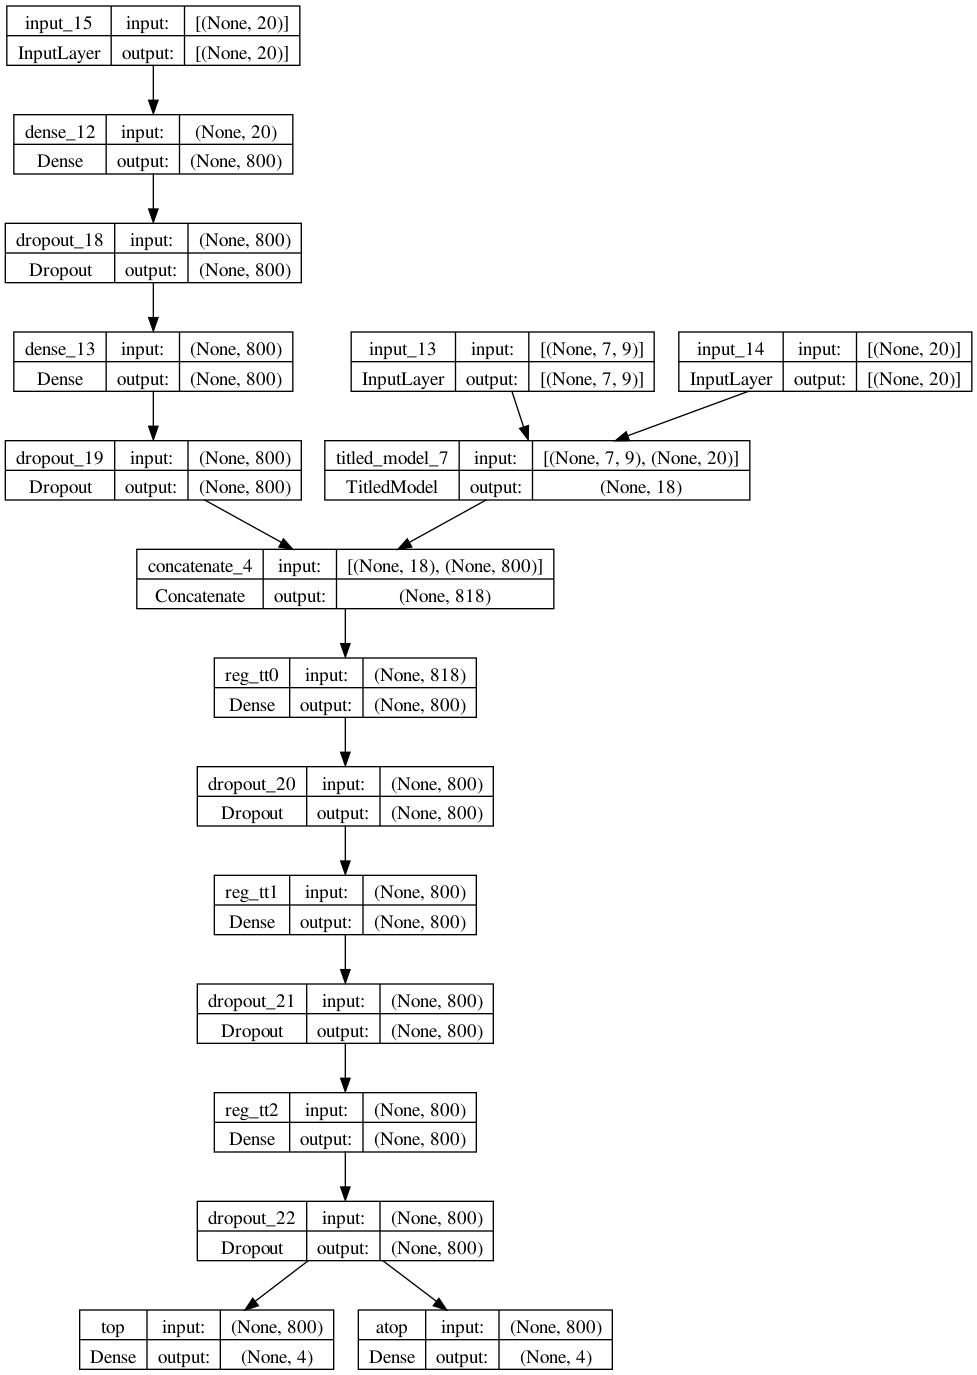 input_15 input: [(None, 20)]
InputLayer output: [(None, 20)]
dense_12 input: (None, 20)
Dense output: (None, 800)
dropout_18 input: (None, 800)
Dropout output: (None, 800)
dense_13 input: (None, 800)
Dense output: (None, 800)
input_13 input: [(None, 7, 9)]
InputLayer output: [(None, 7, 9)]
input_14 input: [(None, 20)]
InputLayer output: [(None, 20)]
dropout_19 input: (None, 800)
Dropout output: (None, 800)
titled_model_7 input: [(None, 7, 9), (None, 20)]
TitledModel output: (None, 18)
concatenate_4 input: [(None, 18), (None, 800)]
Concatenate output: (None, 818)
reg_tt0 input: (None, 818)
Dense output: (None, 800)
dropout_20 input: (None, 800)
Dropout output: (None, 800)
reg_tt1 input: (None, 800)
Dense output: (None, 800)
dropout_21 input: (None, 800)
Dropout output: (None, 800)
reg_tt2 input: (None, 800)
Dense output: (None, 800)
dropout_22 input: (None, 800)
Dropout output: (None, 800)
top input: (None, 800)
Dense output: (None, 4)
atop input: (None, 800)
Dense output: (None, 4)